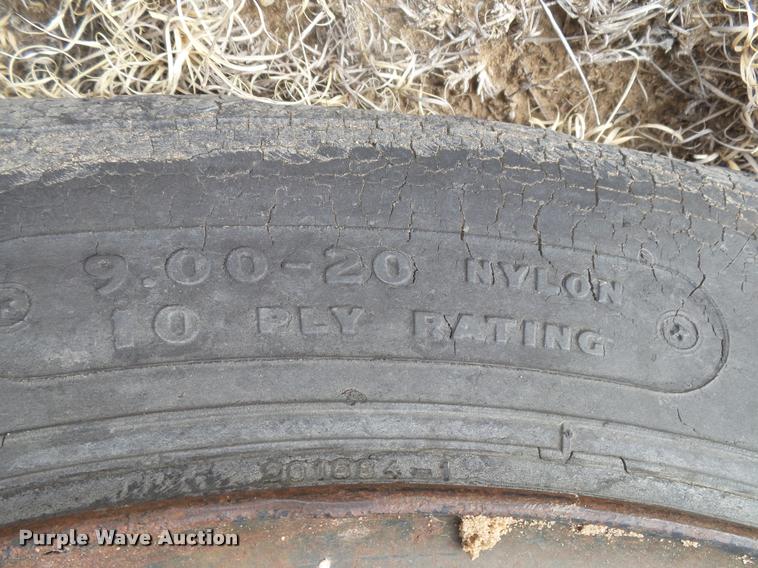 9.00-20 NYLON
10 PLY RATING
Purple Wave Auction